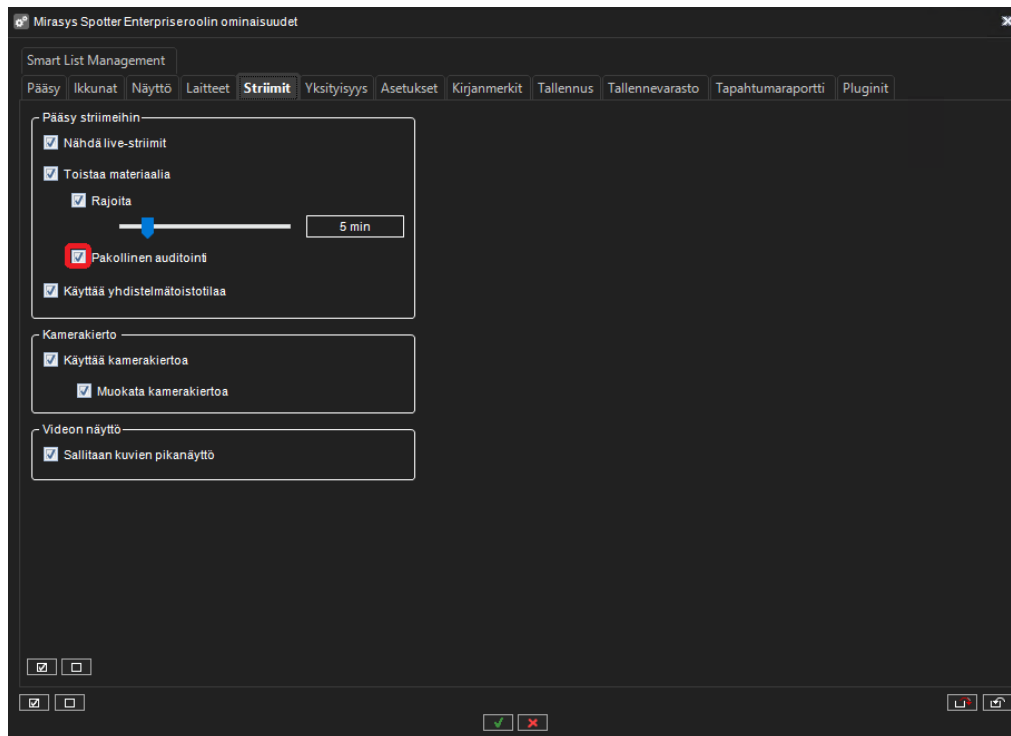 Mirasys Spotter Enterpriseroolin ominaisuudet
Smart List Management
Pääsy Ikkunat Näyttö Laitteet Striimit Yksityisyys Asetukset Kirjanmerkit Tallennus Tallennevarasto Tapahtumaraportti Pluginit
Pääsy striimeihin
Nähdä live-striimit
Toistaa materiaalia
Rajoita
5 min
Pakollinen auditointi
Käyttää yhdistelmätoistotilaa
Kamerakierto
Käyttää kamerakiertoa
Muokata kamerakiertoa
Videon näyttö
Sallitaan kuvien pikanäyttö